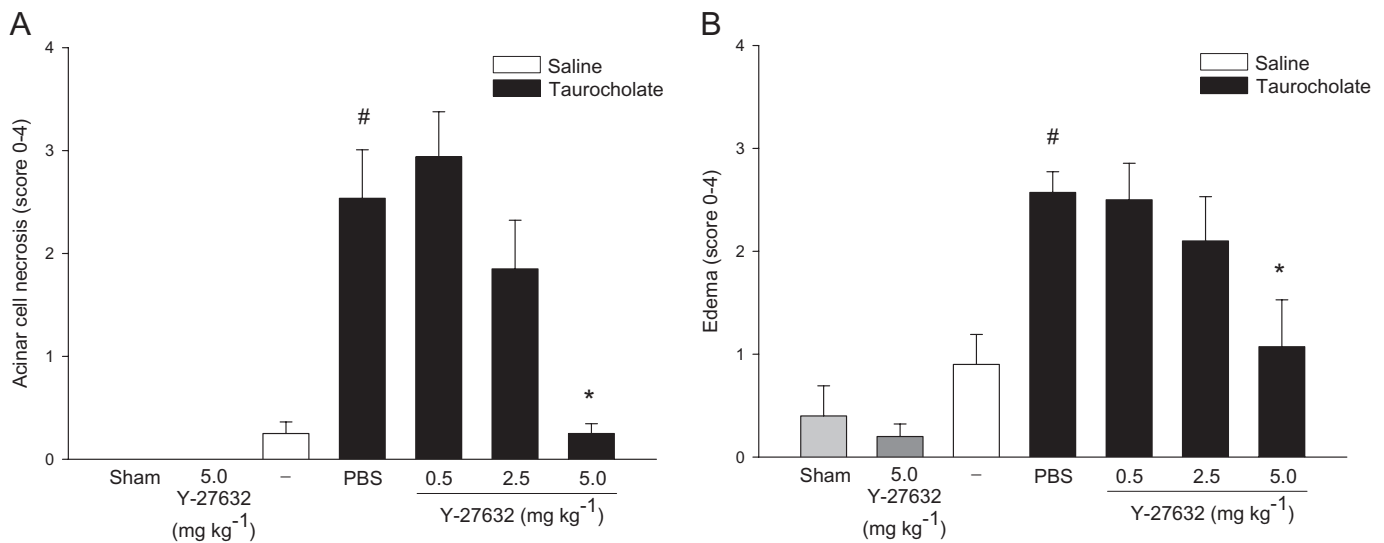 A
4
3
2
1
0
Acinar cell necrosis (score 0-4)
Saline
Taurocholate
#
*
Sham
5.0
Y-27632
(mg kg-1)
–
PBS
0.5
2.5
5.0
Y-27632 (mg kg-1)
B
4
3
2
1
0
Edema (score 0-4)
Saline
Taurocholate
#
*
Sham
5.0
Y-27632
(mg kg-1)
–
PBS
0.5
2.5
5.0
Y-27632 (mg kg-1)